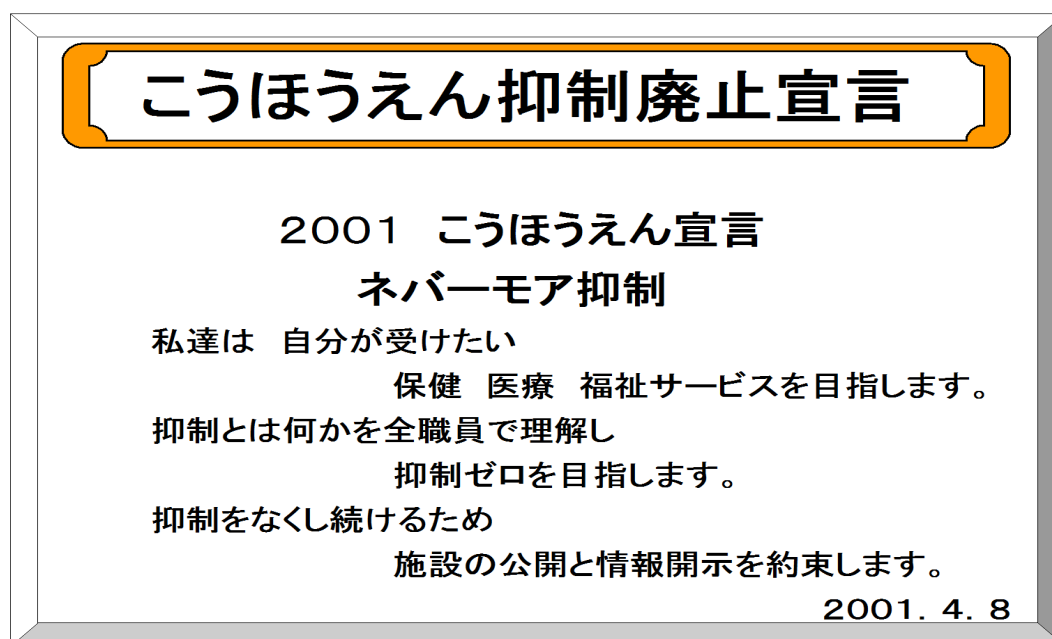 こうほうえん抑制廃止宣言
2001　こうほうえん宣言
ネバーモア抑制
私達は　自分が受けたい
保健　医療　福祉サービスを目指します。
抑制とは何かを全職員で理解し
抑制ゼロを目指します。
抑制をなくし続けるため
施設の公開と情報開示を約束します。
2001．4．8